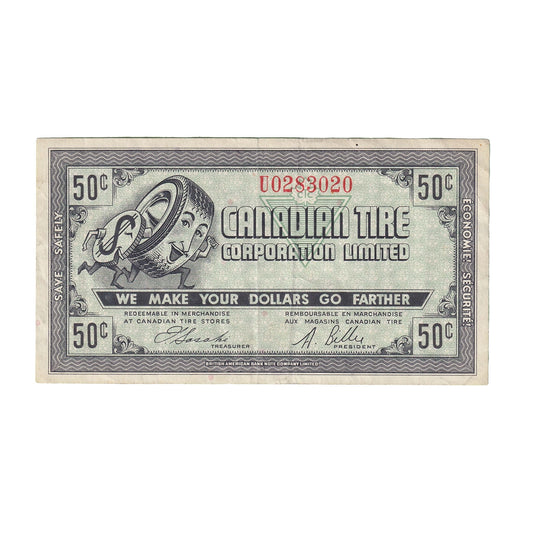 50¢
U0283020
50¢
CTC
CANADIAN TIRE
CORPORATION LIMITED
SAVE SAFELY
ECONOMIE SÉCURITÉ
WE MAKE YOUR DOLLARS GO FARTHER
50¢
REDEEMABLE IN MERCHANDISE
AT CANADIAN TIRE STORES
REMBOURSABLE EN MARCHANDISE
AUX MAGASINS CANADIAN TIRE
50¢
TREASURER
PRESIDENT
BRITISH AMERICAN BANK NOTE COMPANY LIMITED